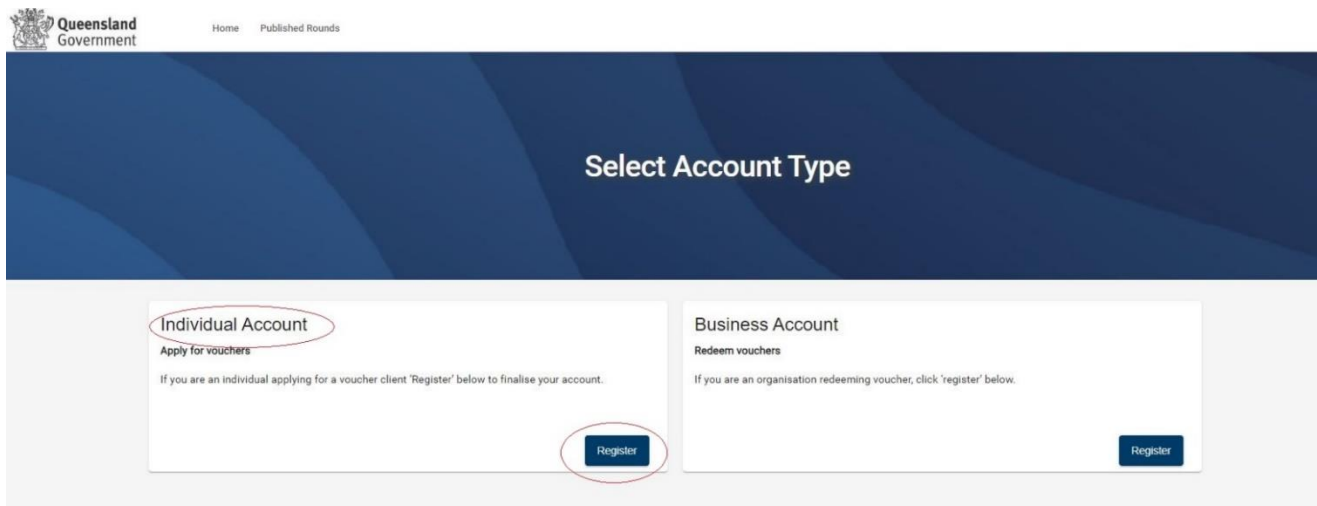 Queensland
Government
Home Published Rounds
Select Account Type
Individual Account
Apply for vouchers
If you are an individual applying for a voucher client 'Register' below to finalise your account.
Register
Business Account
Redeem vouchers
If you are an organisation redeeming voucher, click 'register' below.
Register